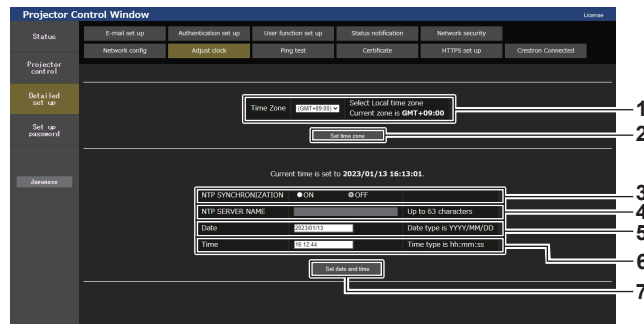 Projector Control Window
License
Status
E-mail set up
Authentication set up
User function set up
Status notification
Network security
Network config
Adjust clock
Ping test
Certificate
HTTPS set up
Crestron Connected
Projector
control
Detailed
set up
Set up
password
Japanese
Time Zone
(GMT+09:00)
Select Local time zone
Current zone is GMT+09:00
1
Set time zone
2
Current time is set to 2023/01/13 16:13:01.
NTP SYNCHRONIZATION
ON
OFF
3
NTP SERVER NAME
Up to 63 characters
4
Date
2023/01/13
Date type is YYYY/MM/DD
5
Time
16:12:44
Time type is hh:mm:ss
6
Set date and time
7